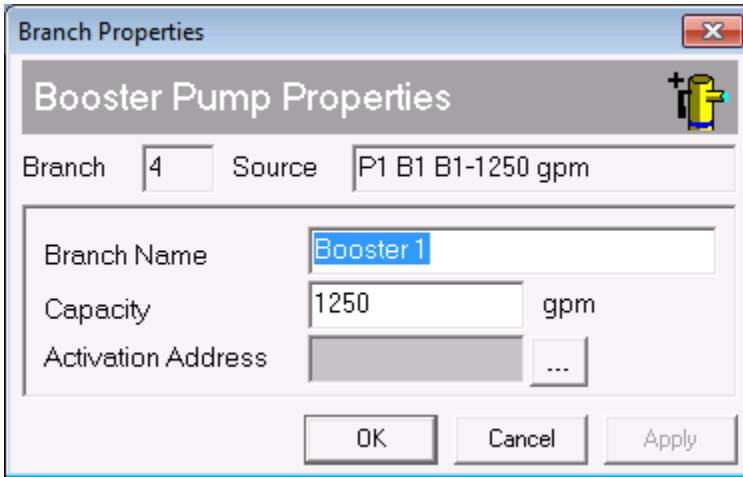 Branch Properties
Booster Pump Properties
Branch 4 Source P1 B1 B1-1250 gpm
Branch Name Booster 1
Capacity 1250 gpm
Activation Address ...
OK Cancel Apply